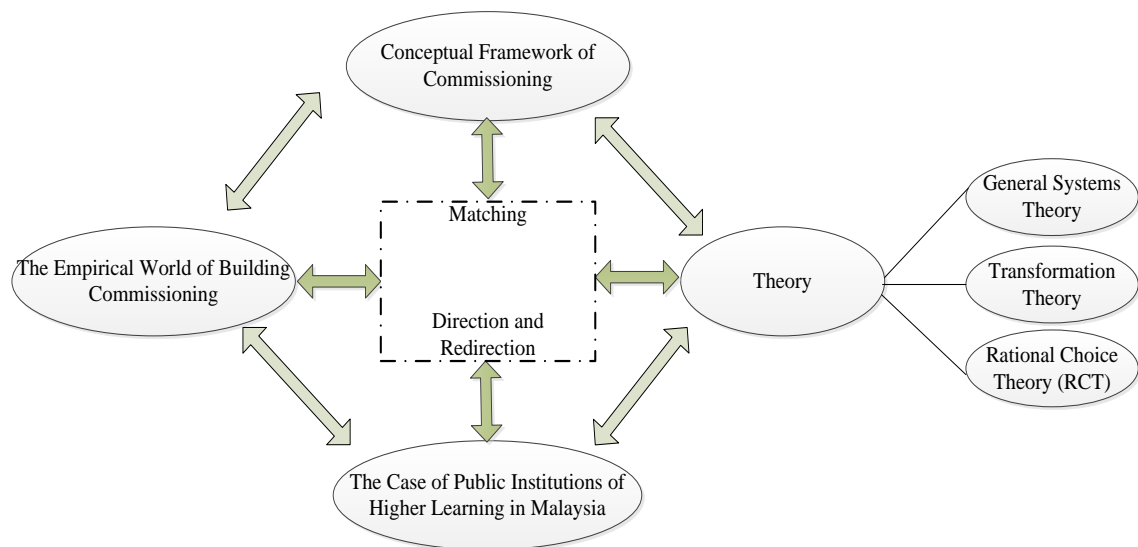 Conceptual Framework of
Commissioning
General Systems
Theory
Matching
The Empirical World of Building
Commissioning
Theory
Transformation
Theory
Direction and
Redirection
Rational Choice
Theory (RCT)
The Case of Public Institutions of
Higher Learning in Malaysia